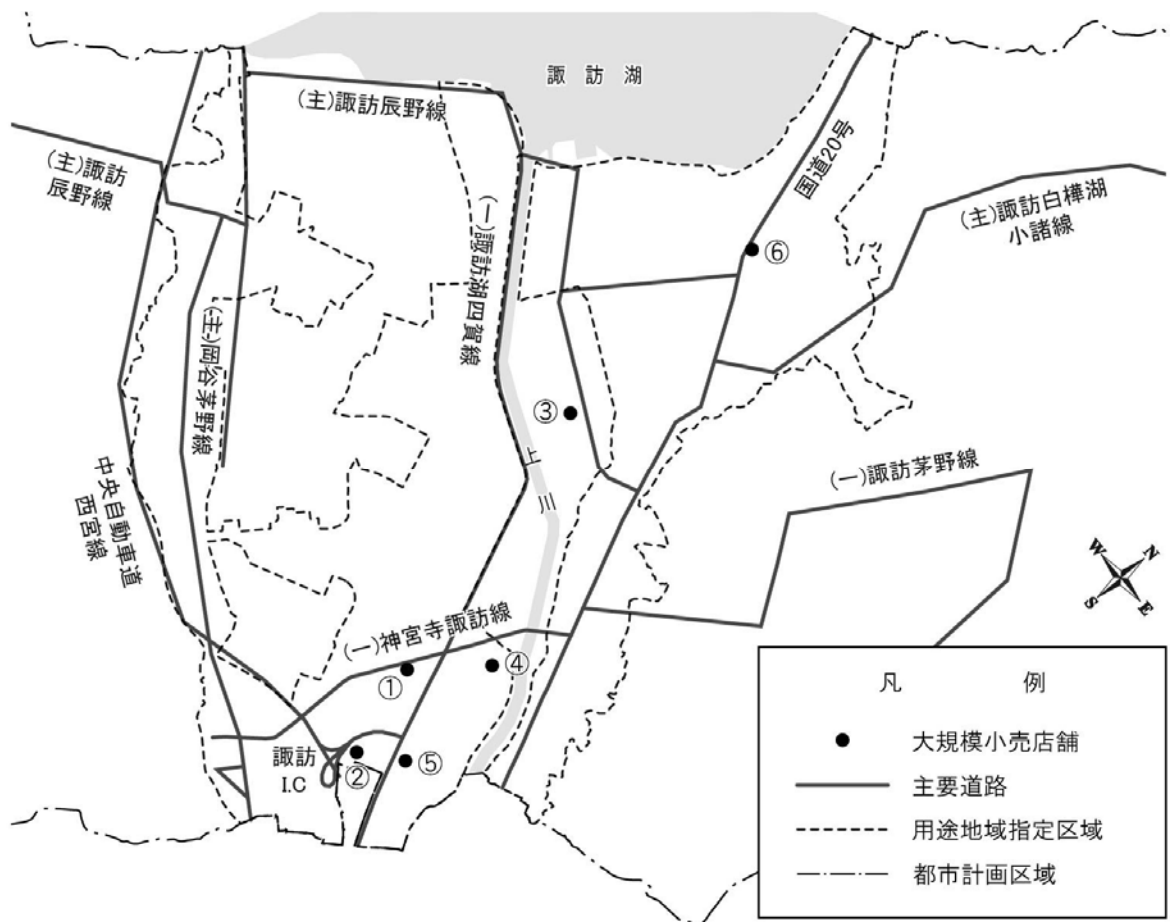 諏訪湖
(主)諏訪辰野線
(主)諏訪
辰野線
国道20号
(主)諏訪白樺湖
小諸線
(一)諏訪湖四賀線
⑥
(主)岡谷茅野線
③
上川
(一)諏訪茅野線
中央自動車道
西宮線
W
N
S
E
(一)神宮寺諏訪線
①
④
諏訪
I.C
②
⑤
凡例
大規模小売店舗
主要道路
用途地域指定区域
都市計画区域